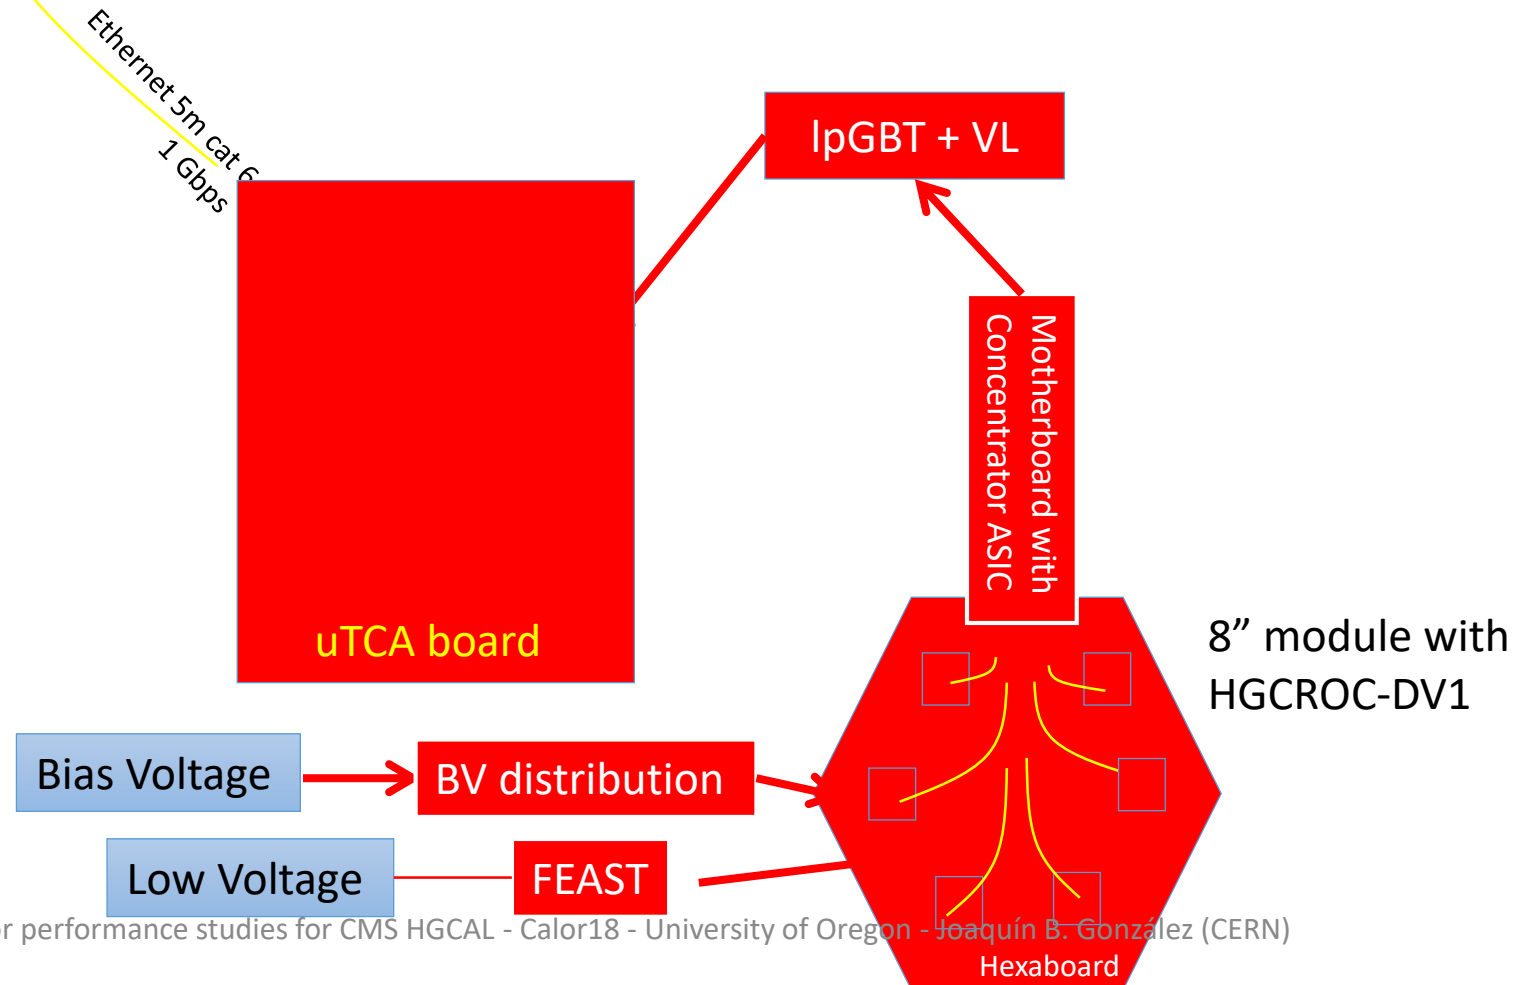 Ethernet 5m cat 6
1 Gbps
lpGBT + VL
Motherboard with
Concentrator ASIC
uTCA board
8” module with
HGCROC-DV1
Bias Voltage
BV distribution
Low Voltage
FEAST
r performance studies for CMS HGCAL - Calor18 - University of Oregon - Joaquín B. González (CERN)
Hexaboard